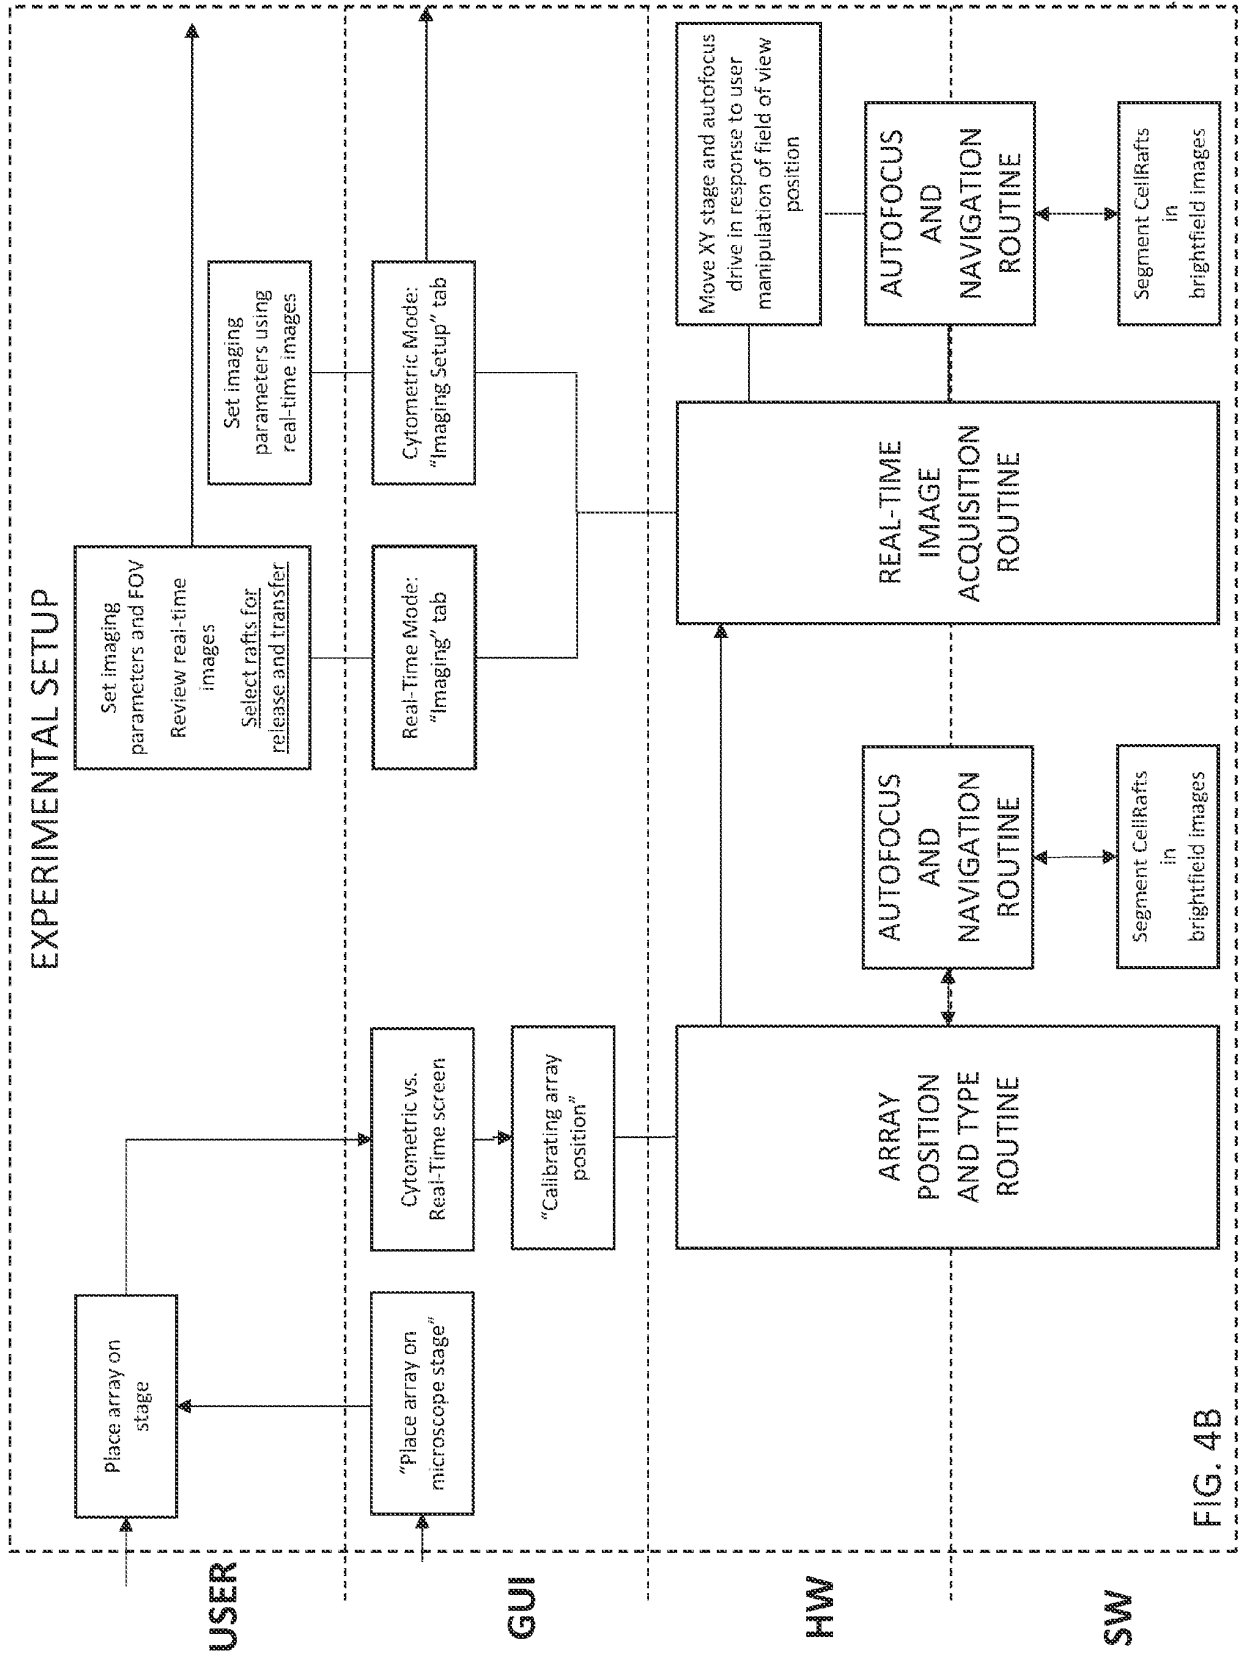 EXPERIMENTAL SETUP
USER
Place array on
stage
Set imaging
parameters and FOV
Review real-time
images
Select rafts for
release and transfer
Set imaging
parameters using
real-time images
GUI
"Place array on
microscope stage"
Cytometric vs.
Real-Time screen
"Calibrating array
position"
Real-Time Mode:
"Imaging" tab
Cytometric Mode:
"Imaging Setup" tab
HW
ARRAY
POSITION
AND TYPE
ROUTINE
AUTOFOCUS
AND
NAVIGATION
ROUTINE
REAL-TIME
IMAGE
ACQUISITION
ROUTINE
Move XY stage and autofocus
drive in response to user
manipulation of field of view
position
AUTOFOCUS
AND
NAVIGATION
ROUTINE
SW
Segment CellRafts
in
brightfield images
Segment CellRafts
in
brightfield images
FIG. 4B